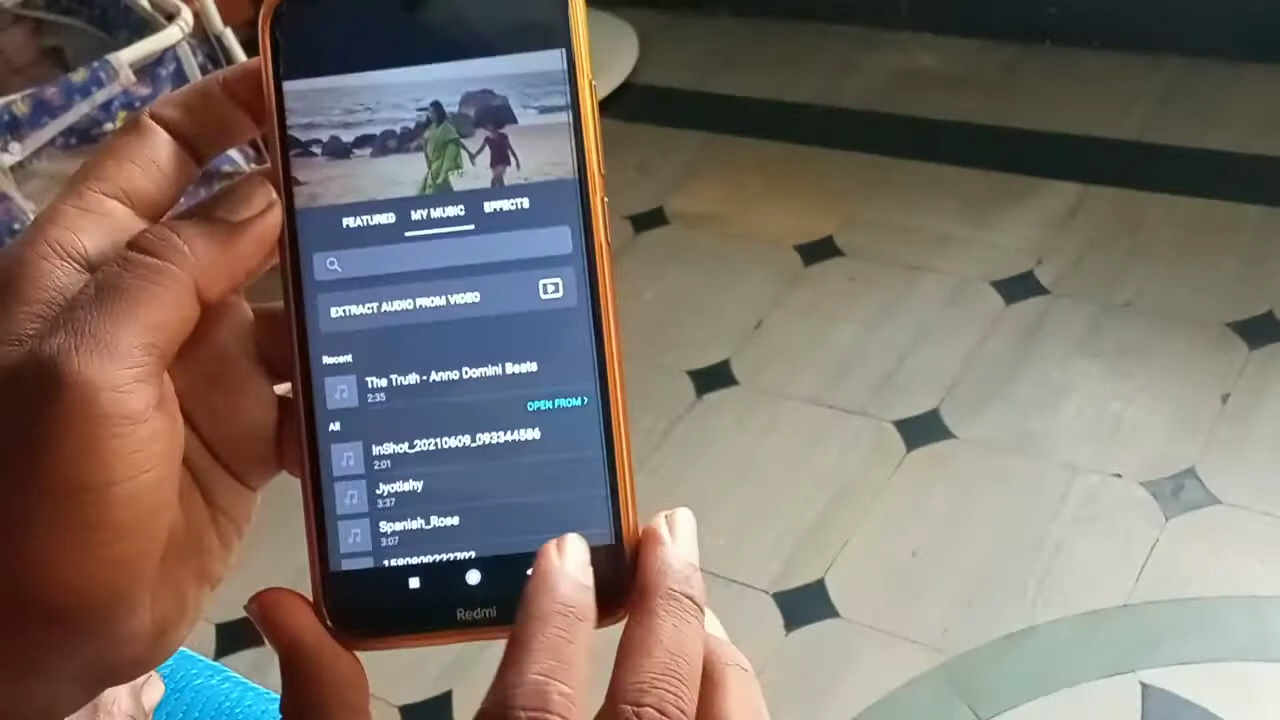 FEATURED MY MUSIC EFFECTS
EXTRACT AUDIO FROM VIDEO
Recent
The Truth - Anno Domini Beats
2:35
OPEN FROM >
All
InShot_20210609_093344586
2:01
Jyotishy
3:37
Spanish_Rose
3:07
Redmi